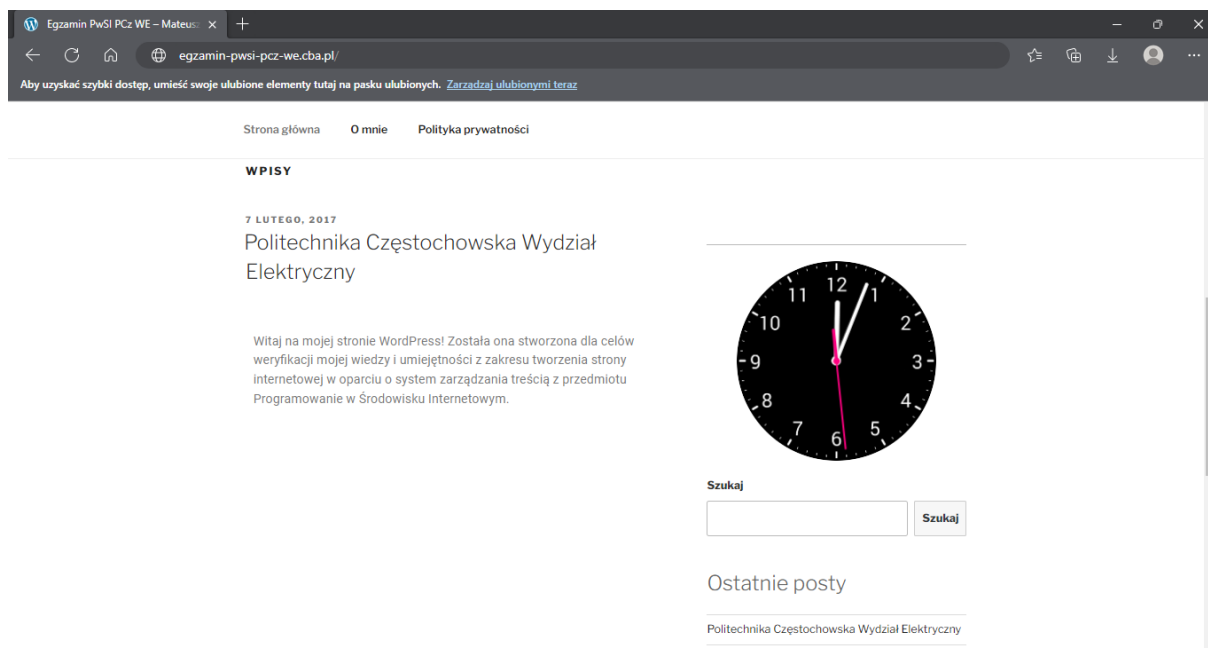 Egzamin PwSI PCz WE – Mateusz
egzamin-pwsi-pcz-we.cba.pl/
Aby uzyskać szybki dostęp, umieść swoje ulubione elementy tutaj na pasku ulubionych. Zarządzaj ulubionymi teraz
Strona główna O mnie Polityka prywatności
WPISY
7 LUTEGO, 2017
Politechnika Częstochowska Wydział
Elektryczny
Witaj na mojej stronie WordPress! Została ona stworzona dla celów
weryfikacji mojej wiedzy i umiejętności z zakresu tworzenia strony
internetowej w oparciu o system zarządzania treścią z przedmiotu
Programowanie w Środowisku Internetowym.
12
11 1
10 2
9 3
8 4
7 5
6
Szukaj
Szukaj
Ostatnie posty
Politechnika Częstochowska Wydział Elektryczny